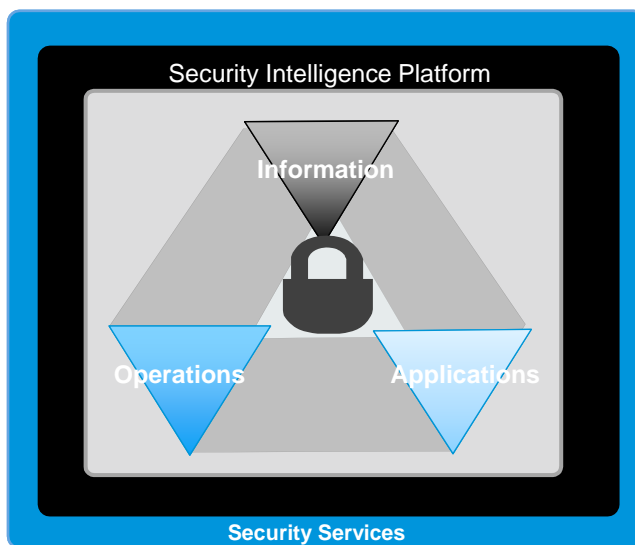 Security Intelligence Platform
Information
Operations
Applications
Security Services